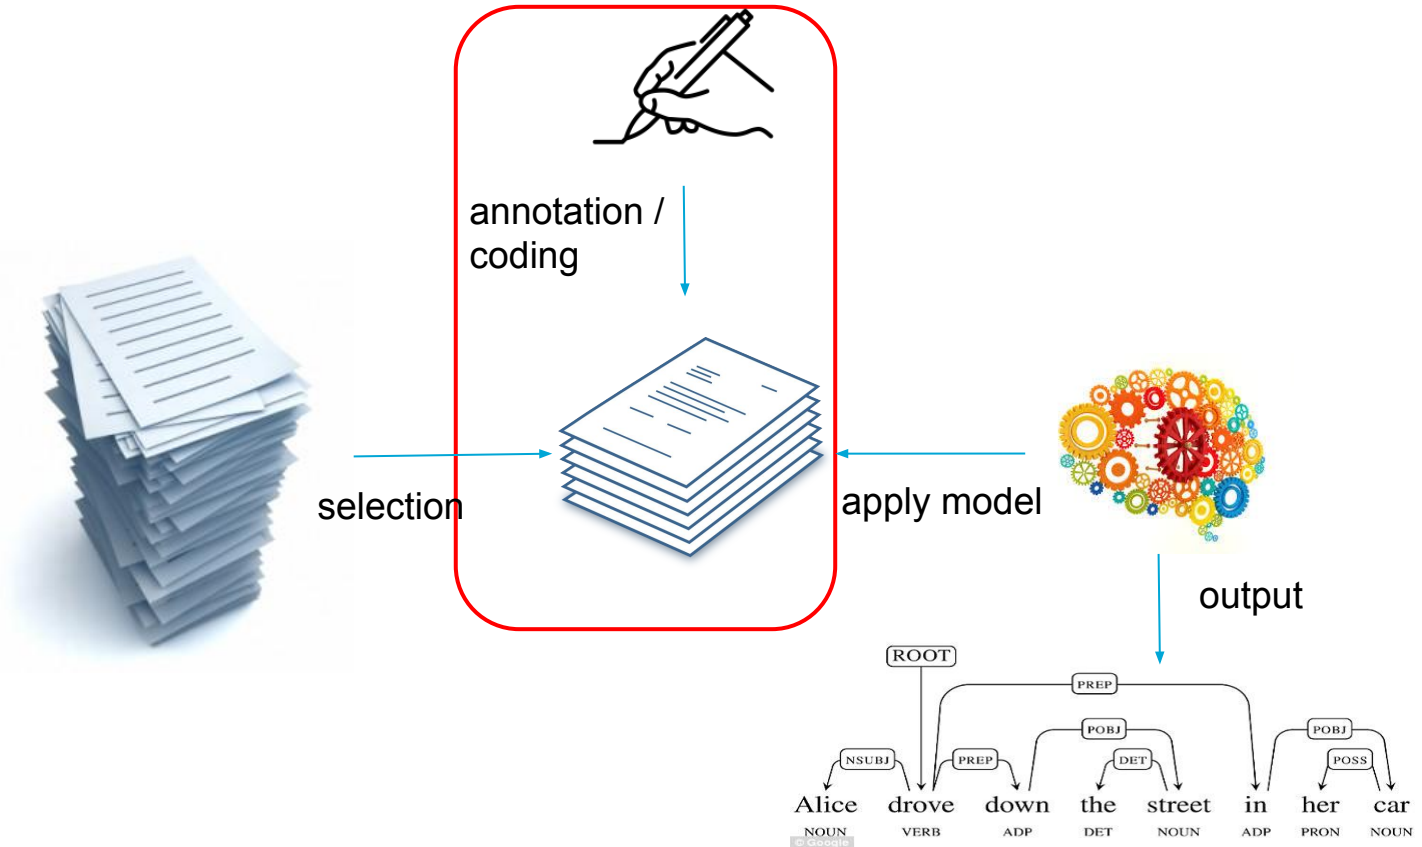 annotation /
coding
selection
apply model
output
ROOT
PREP
POBJ
POBJ
NSUBJ
PREP
DET
POSS
Alice drove down the street in her car
NOUN VERB ADP DET NOUN ADP PRON NOUN
© Google